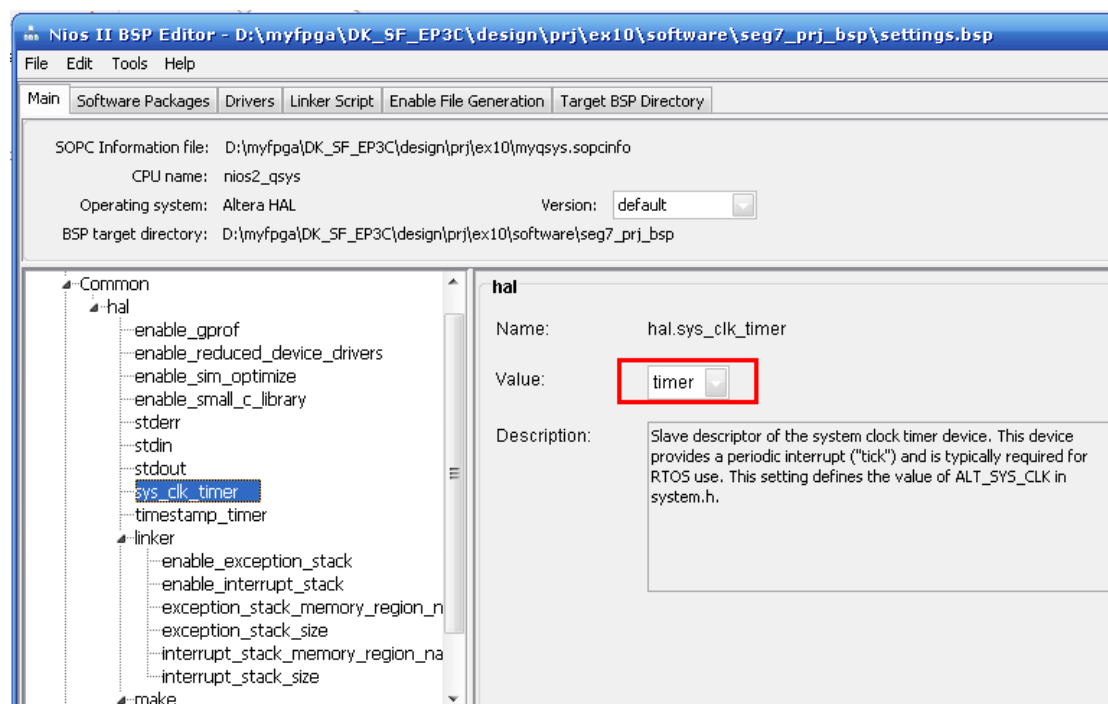 Nios II BSP Editor - D:\myfpga\DK_SF_EP3C\design\prj\ex10\software\seg7_prj_bsp\settings.bsp
File Edit Tools Help
Main Software Packages Drivers Linker Script Enable File Generation Target BSP Directory
SOPC Information file: D:\myfpga\DK_SF_EP3C\design\prj\ex10\myqsys.sopcinfo
CPU name: nios2_qsys
Operating system: Altera HAL Version: default
BSP target directory: D:\myfpga\DK_SF_EP3C\design\prj\ex10\software\seg7_prj_bsp
Common
hal
enable_gprof
enable_reduced_device_drivers
enable_sim_optimize
enable_small_c_library
stderr
stdin
stdout
sys_clk_timer
timestamp_timer
linker
enable_exception_stack
enable_interrupt_stack
exception_stack_memory_region_n
exception_stack_size
interrupt_stack_memory_region_na
interrupt_stack_size
make
hal
Name: hal.sys_clk_timer
Value: timer
Description: Slave descriptor of the system clock timer device. This device
provides a periodic interrupt ("tick") and is typically required for
RTOS use. This setting defines the value of ALT_SYS_CLK in
system.h.